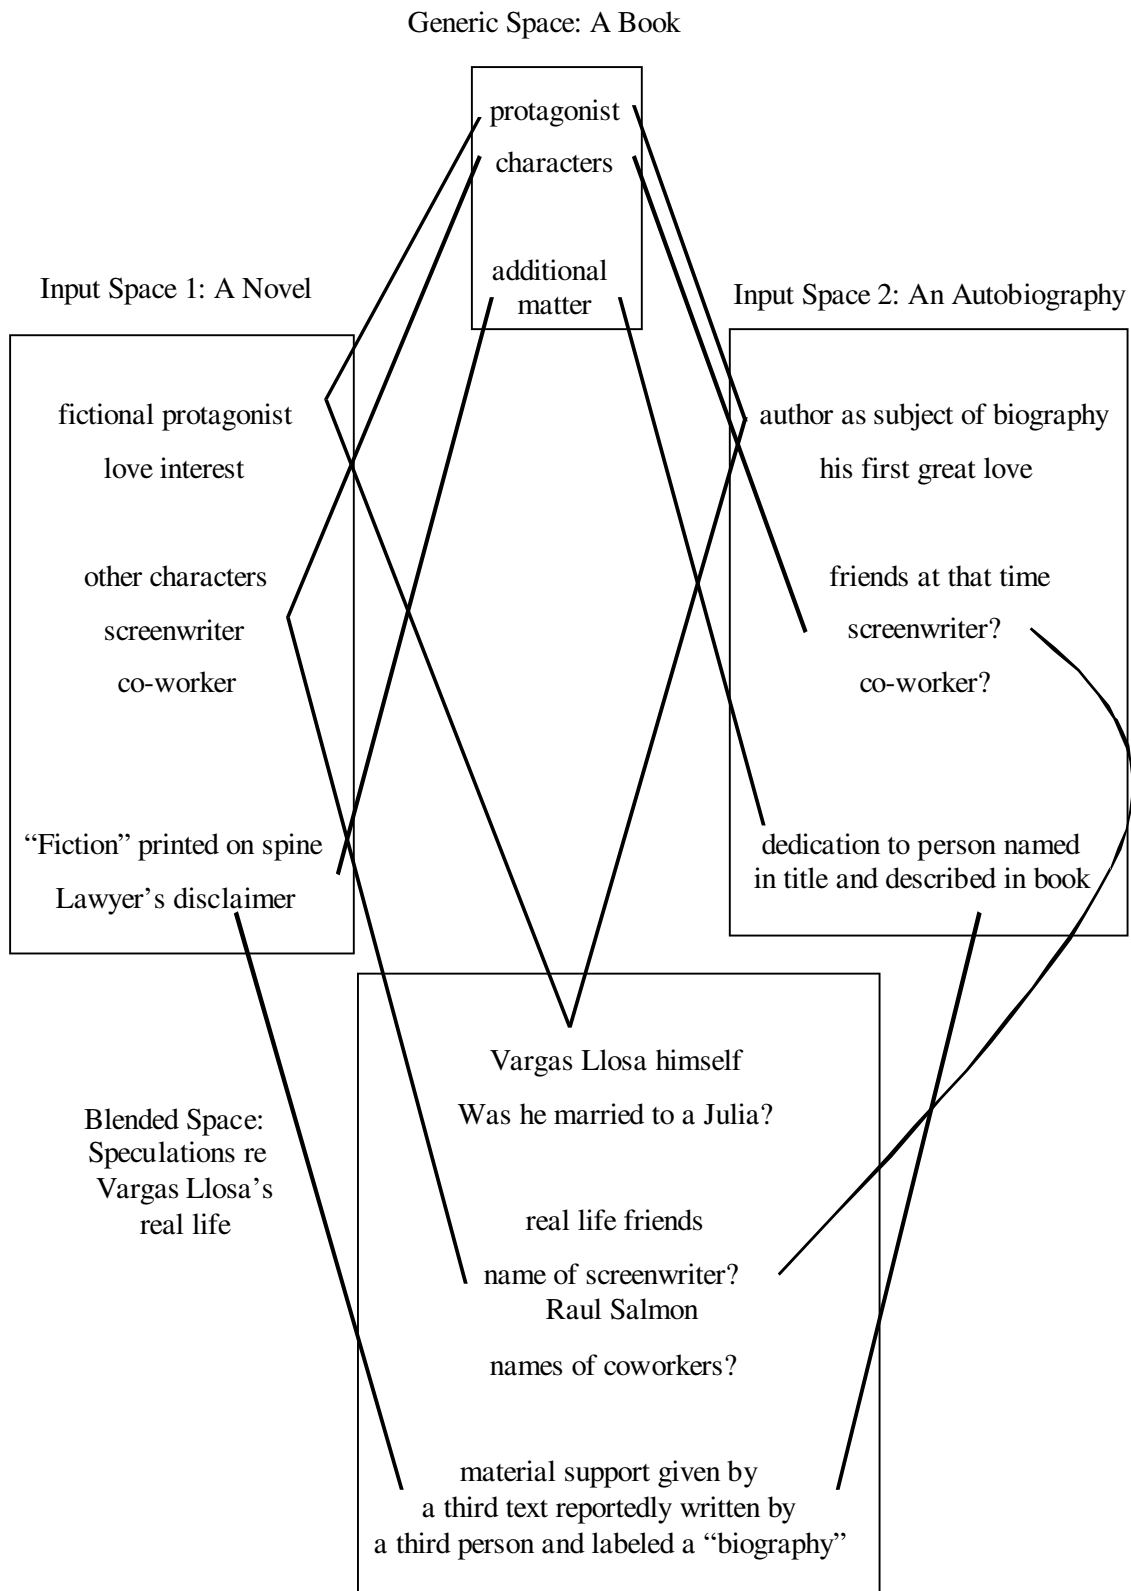 Generic Space: A Book
protagonist
characters
additional
matter
Input Space 1: A Novel
fictional protagonist
love interest
other characters
screenwriter
co-worker
“Fiction” printed on spine
Lawyer’s disclaimer
Input Space 2: An Autobiography
author as subject of biography
his first great love
friends at that time
screenwriter?
co-worker?
dedication to person named
in title and described in book
Blended Space:
Speculations re
Vargas Llosa’s
real life
Vargas Llosa himself
Was he married to a Julia?
real life friends
name of screenwriter?
Raul Salmon
names of coworkers?
material support given by
a third text reportedly written by
a third person and labeled a “biography”